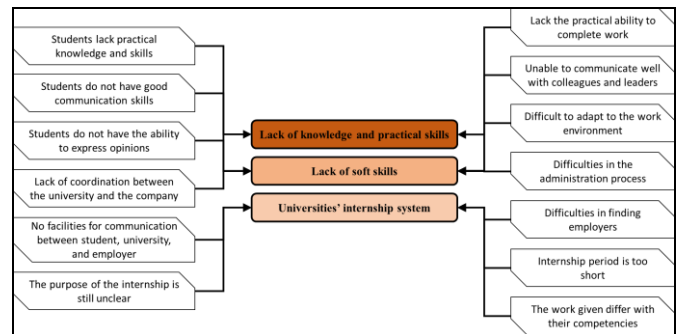 Students lack practical
knowledge and skills
Students do not have good
communication skills
Students do not have the ability
to express opinions
Lack of coordination between
the university and the company
No facilities for communication
between student, university,
and employer
The purpose of the internship is
still unclear
Lack of knowledge and practical skills
Lack of soft skills
Universities' internship system
Lack the practical ability to
complete work
Unable to communicate well
with colleagues and leaders
Difficult to adapt to the work
environment
Difficulties in the
administration process
Difficulties in finding
employers
Internship period is too
short
The work given differ with
their competencies